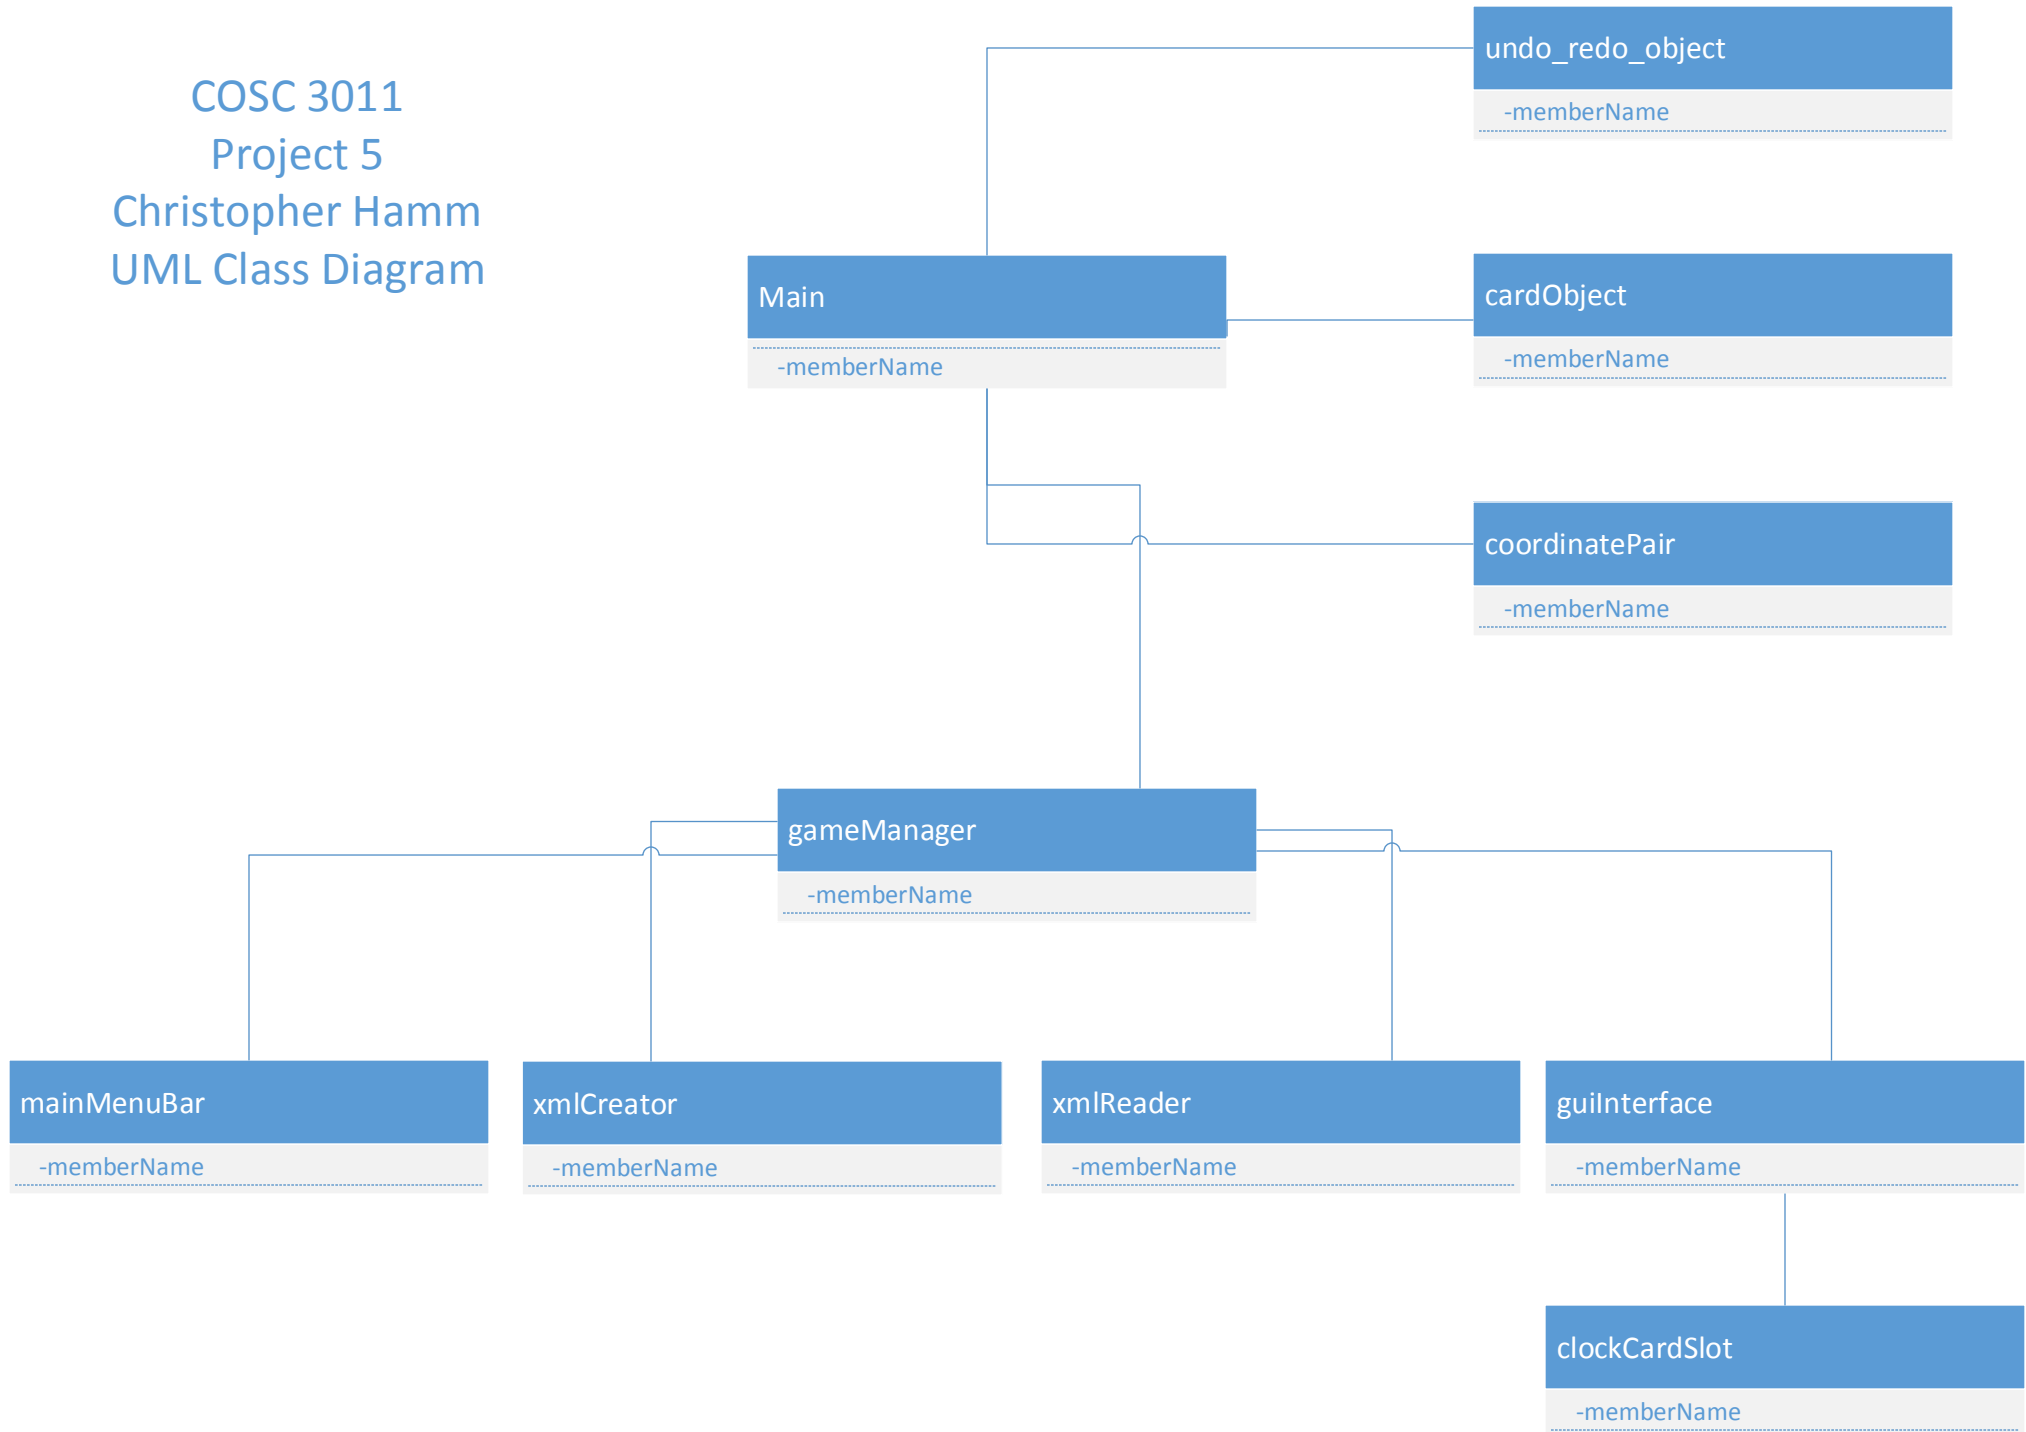 COSC 3011
Project 5
Christopher Hamm
UML Class Diagram
undo_redo_object
-memberName
Main
-memberName
cardObject
-memberName
coordinatePair
-memberName
gameManager
-memberName
mainMenuBar
-memberName
xmlCreator
-memberName
xmlReader
-memberName
guiInterface
-memberName
clockCardSlot
-memberName